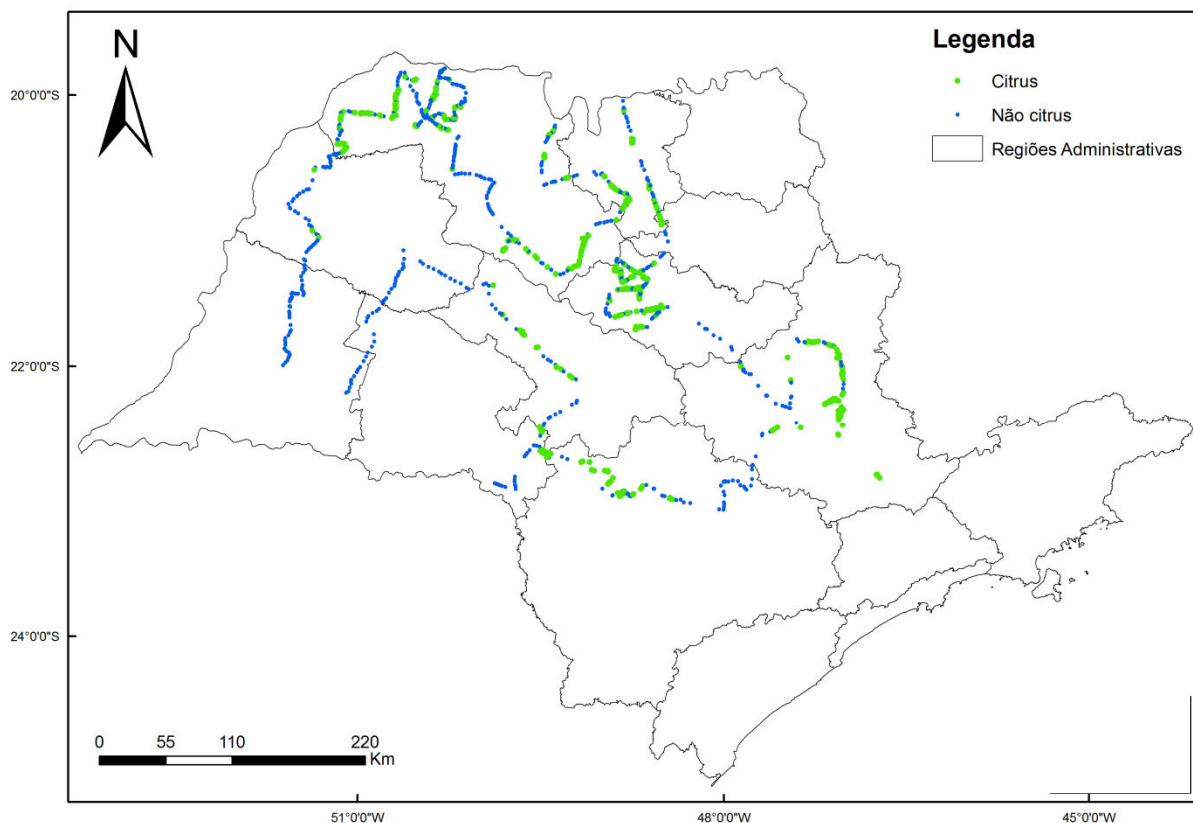 N
Legenda
Citrus
Não citrus
Regiões Administrativas
20°0'0"S
22°0'0"S
24°0'0"S
0 55 110 220
Km
51°0'0"W 48°0'0"W 45°0'0"W